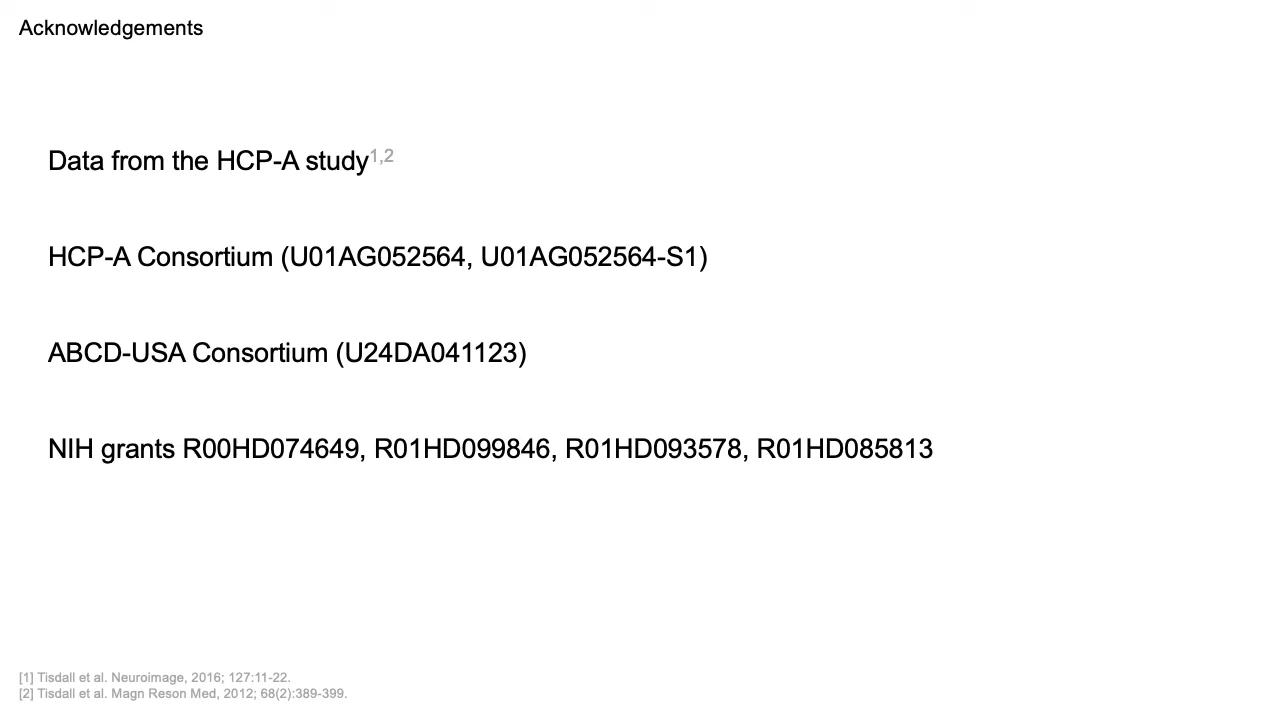 Acknowledgements
Data from the HCP-A study1,2
HCP-A Consortium (U01AG052564, U01AG052564-S1)
ABCD-USA Consortium (U24DA041123)
NIH grants R00HD074649, R01HD099846, R01HD093578, R01HD085813
[1] Tisdall et al. Neuroimage, 2016; 127:11-22.
[2] Tisdall et al. Magn Reson Med, 2012; 68(2):389-399.